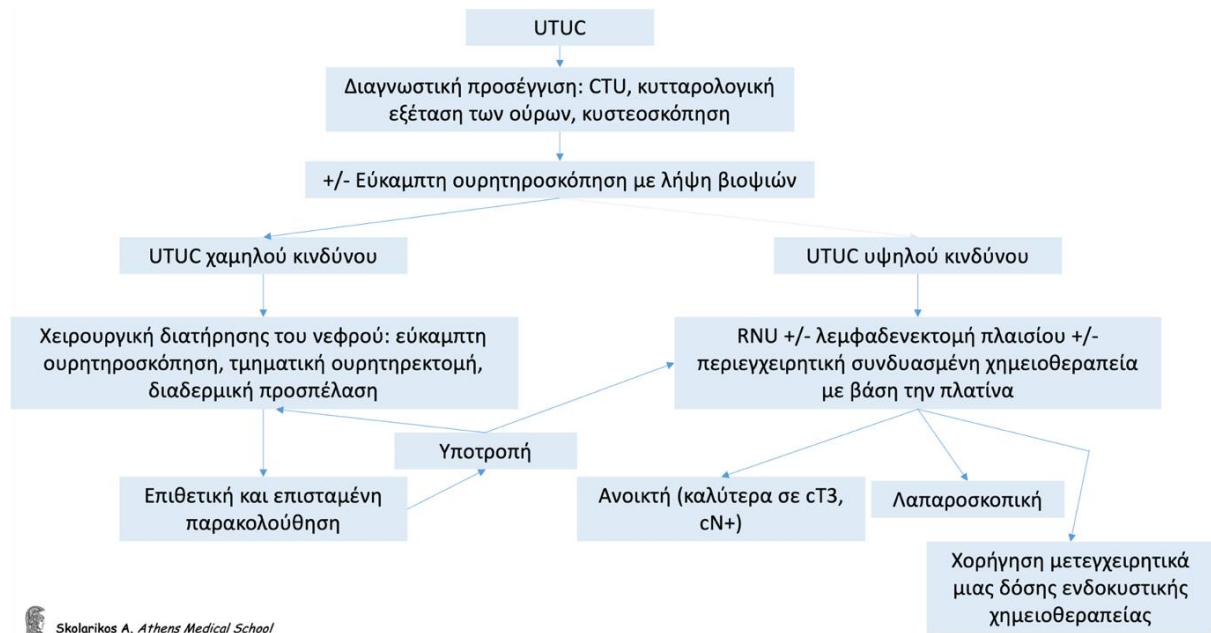 UTUC
Διαγνωστική προσέγγιση: CTU, κυτταρολογική
εξέταση των ούρων, κυστεοσκόπηση
+/- Εύκαμπτη ουρητηροσκόπηση με λήψη βιοψιών
UTUC χαμηλού κινδύνου
UTUC υψηλού κινδύνου
Χειρουργική διατήρησης του νεφρού: εύκαμπτη
ουρητηροσκόπηση, τμηματική ουρητηρεκτομή,
διαδερμική προσπέλαση
RNU +/- λεμφαδενεκτομή πλαισίου +/-
περιεγχειρητική συνδυασμένη χημειοθεραπεία
με βάση την πλατίνα
Υποτροπή
Επιθετική και επισταμένη
παρακολούθηση
Ανοικτή (καλύτερα σε cT3,
cN+)
Λαπαροσκοπική
Χορήγηση μετεγχειρητικά
μιας δόσης ενδοκυστικής
χημειοθεραπείας
Skolarikos A. Athens Medical School